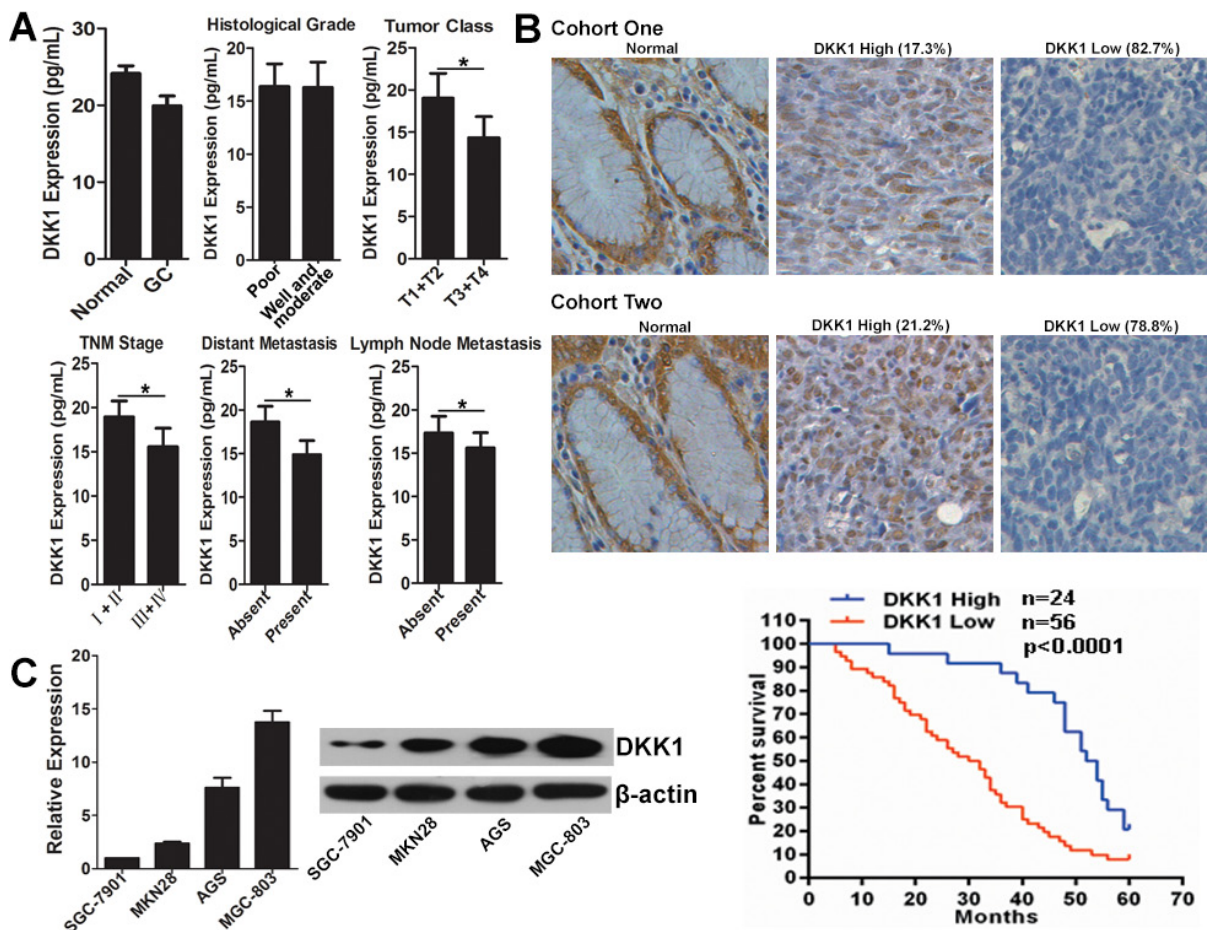 A
DKK1 Expression (pg/mL)
30
20
10
0
Normal
GC
Histological Grade
DKK1 Expression (pg/mL)
20
15
10
5
0
Poor
Well and
moderate
Tumor Class
DKK1 Expression (pg/mL)
25
20
15
10
5
0
*
T1+T2
T3+T4
TNM Stage
DKK1 Expression (pg/mL)
25
20
15
10
5
0
*
I + II
III+IV
Distant Metastasis
DKK1 Expression (pg/mL)
25
20
15
10
5
0
*
Absent
Present
Lymph Node Metastasis
DKK1 Expression (pg/mL)
25
20
15
10
5
0
*
Absent
Present
B
Cohort One
Normal
DKK1 High (17.3%)
DKK1 Low (82.7%)
Cohort Two
Normal
DKK1 High (21.2%)
DKK1 Low (78.8%)
DKK1 High n=24
DKK1 Low n=56
p<0.0001
Percent survival
110
100
90
80
70
60
50
40
30
20
10
0
0 10 20 30 40 50 60 70
Months
C
Relative Expression
20
15
10
5
0
SGC-7901
MKN28
AGS
MGC-803
DKK1
β-actin
SGC-7901
MKN28
AGS
MGC-803